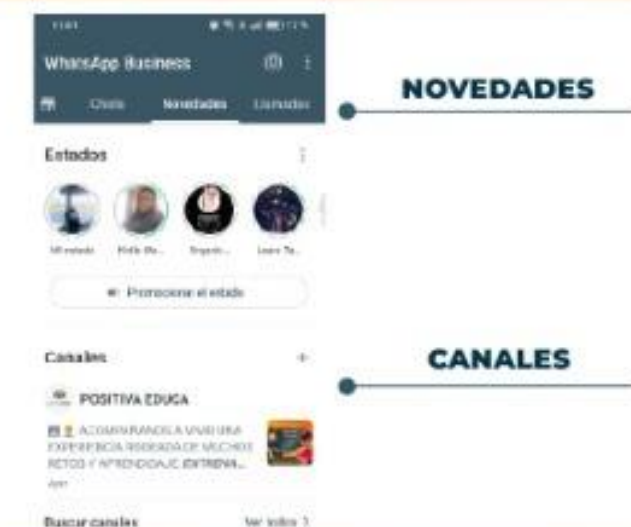 WhatsApp Business
Chats Novedades Llamadas
NOVEDADES
Estados
Mi estado
Promocionar el estado
Canales
CANALES
POSITIVA EDUCA
ACOMPAÑANOS A VIVIR UNA
EXPERIENCIA RODEADA DE MUCHOS
RETOS Y APRENDIZAJE
Ayer
Buscar canales Ver todos